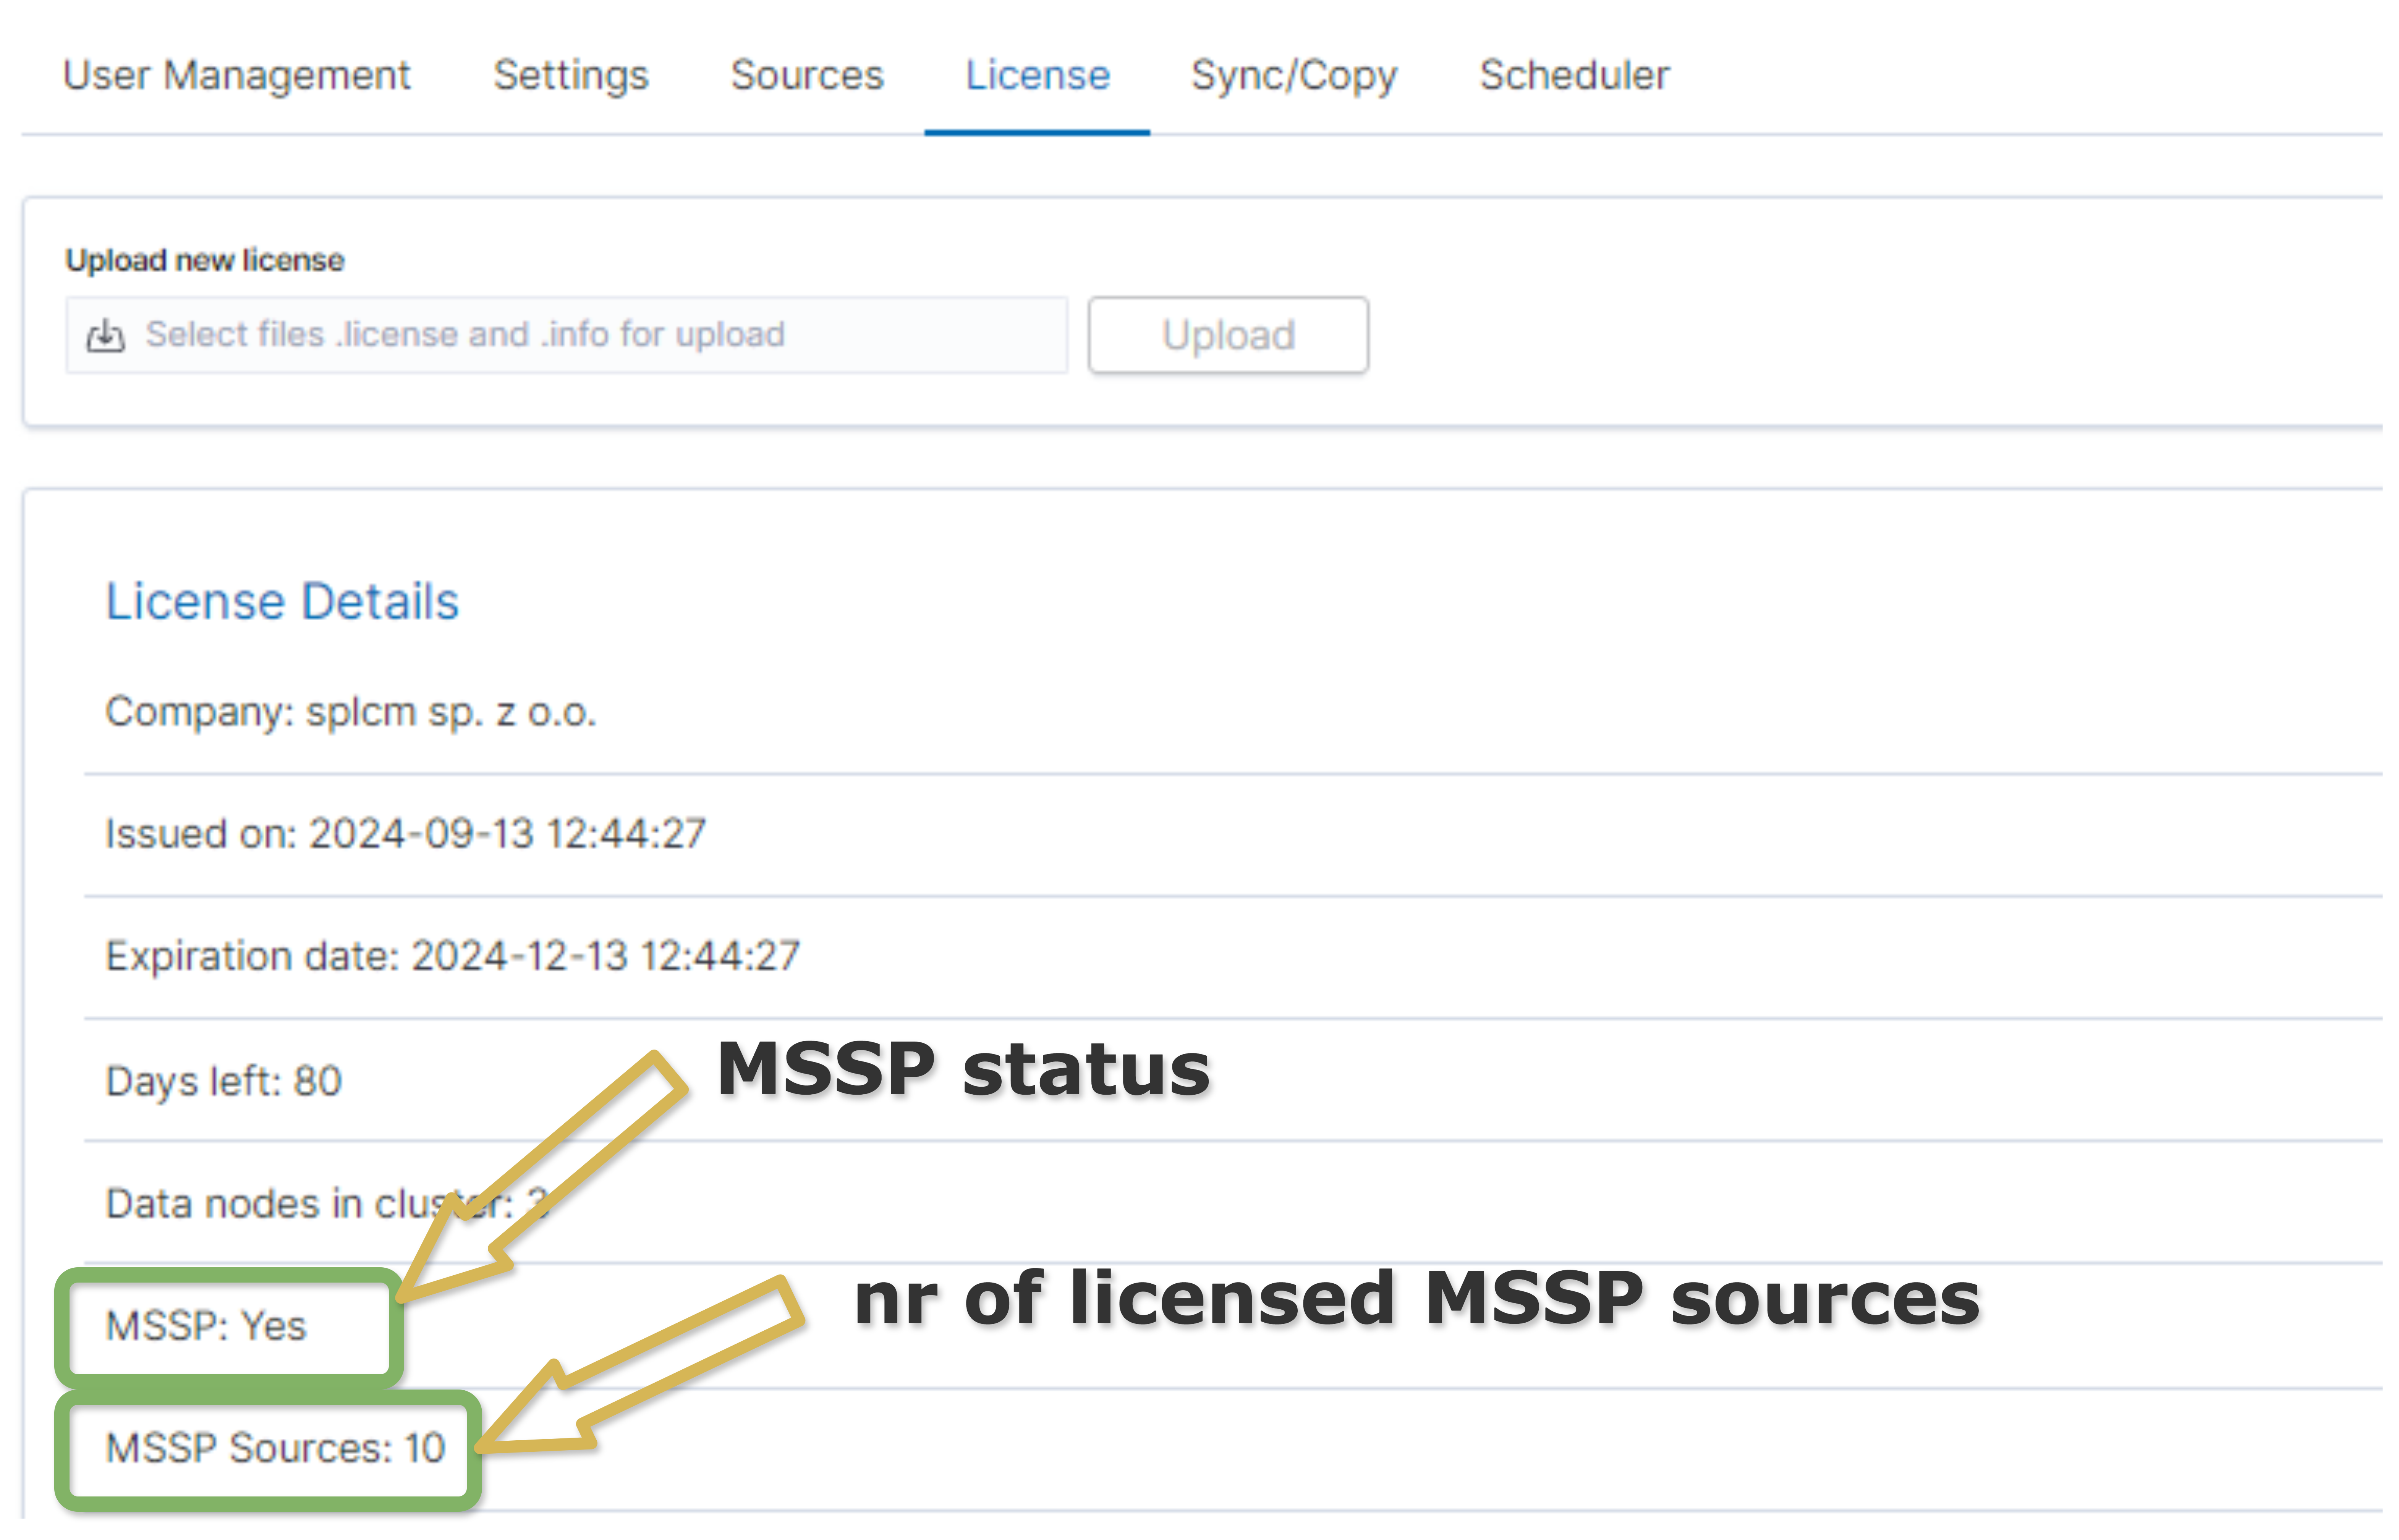 User Management Settings Sources License Sync/Copy Scheduler
Upload new license
Select files .license and .info for upload Upload
License Details
Company: splcm sp. z o.o.
Issued on: 2024-09-13 12:44:27
Expiration date: 2024-12-13 12:44:27
MSSP status
Days left: 80
Data nodes in cluster: 3
nr of licensed MSSP sources
MSSP: Yes
MSSP Sources: 10